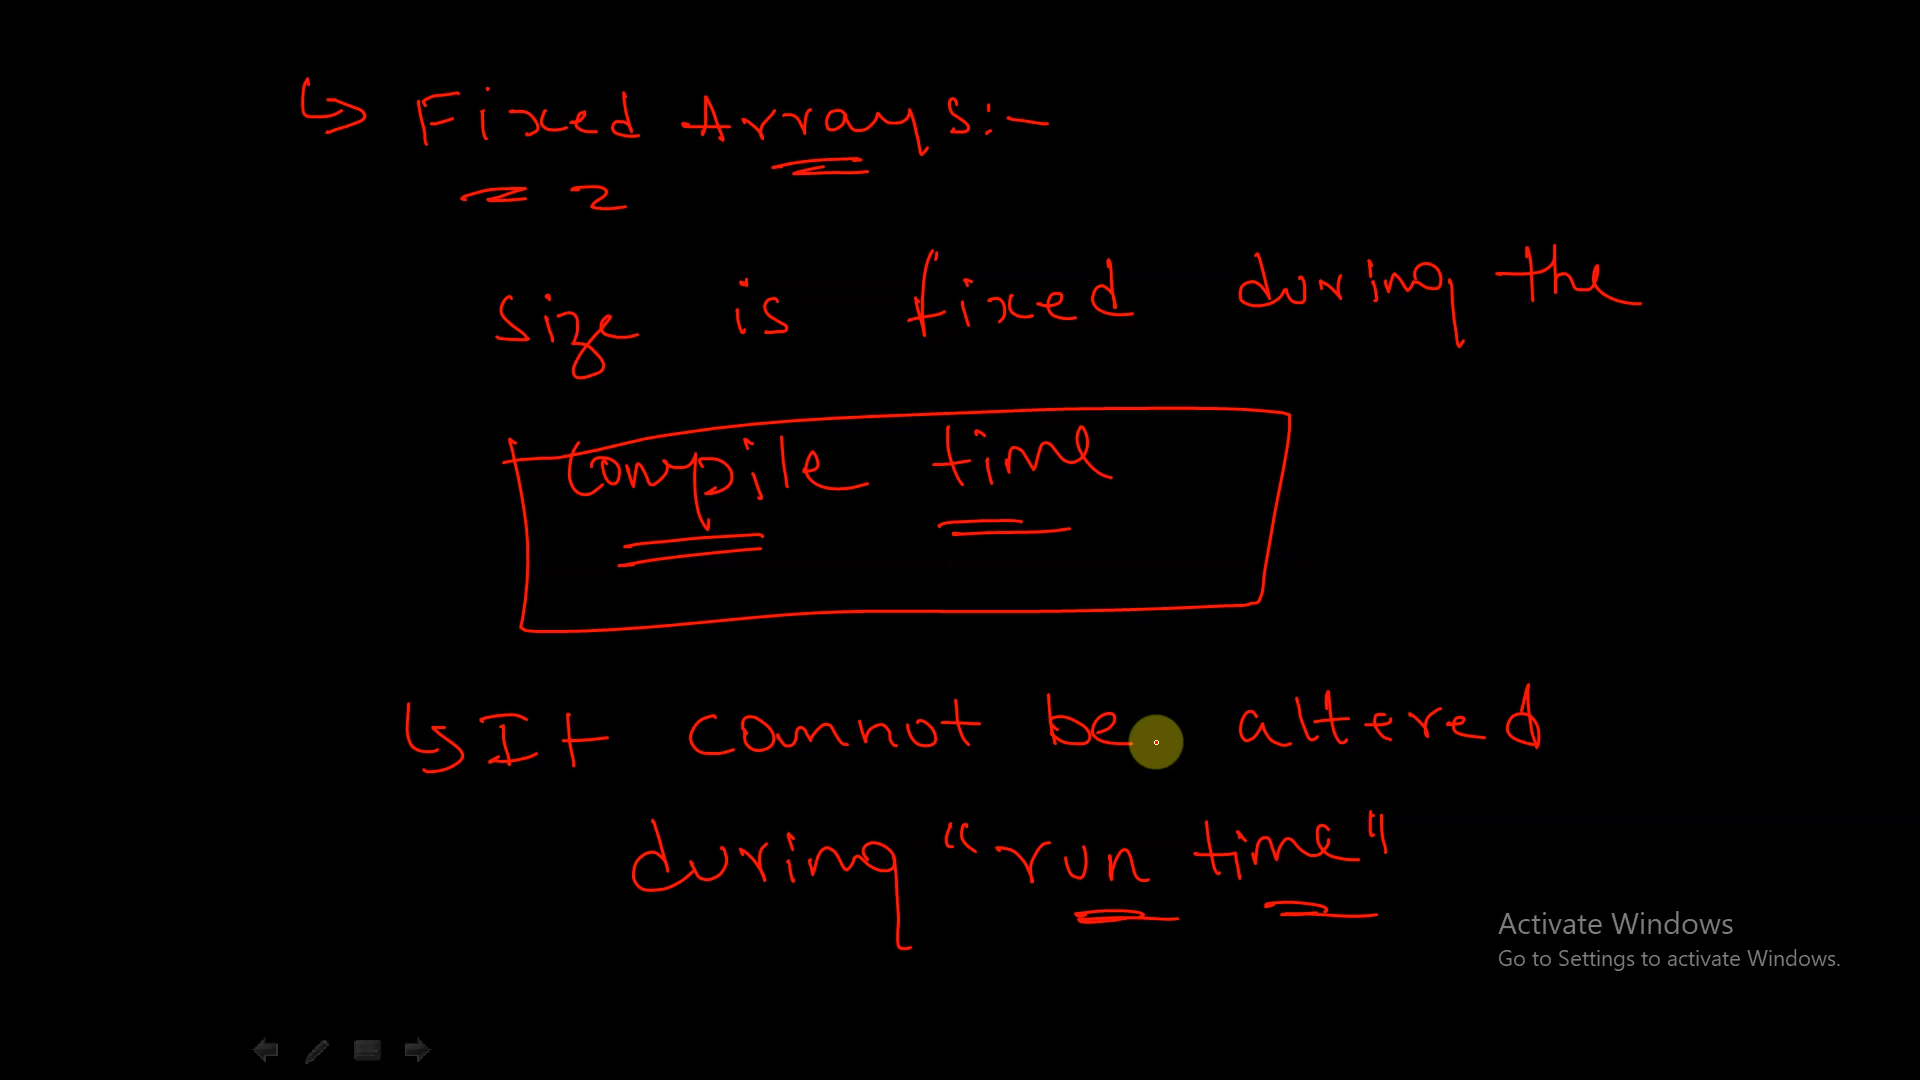 ↳ Fixed Arrays:-
Size is fixed during the
Compile time
↳ It cannot be altered
during "run time"
Activate Windows
Go to Settings to activate Windows.